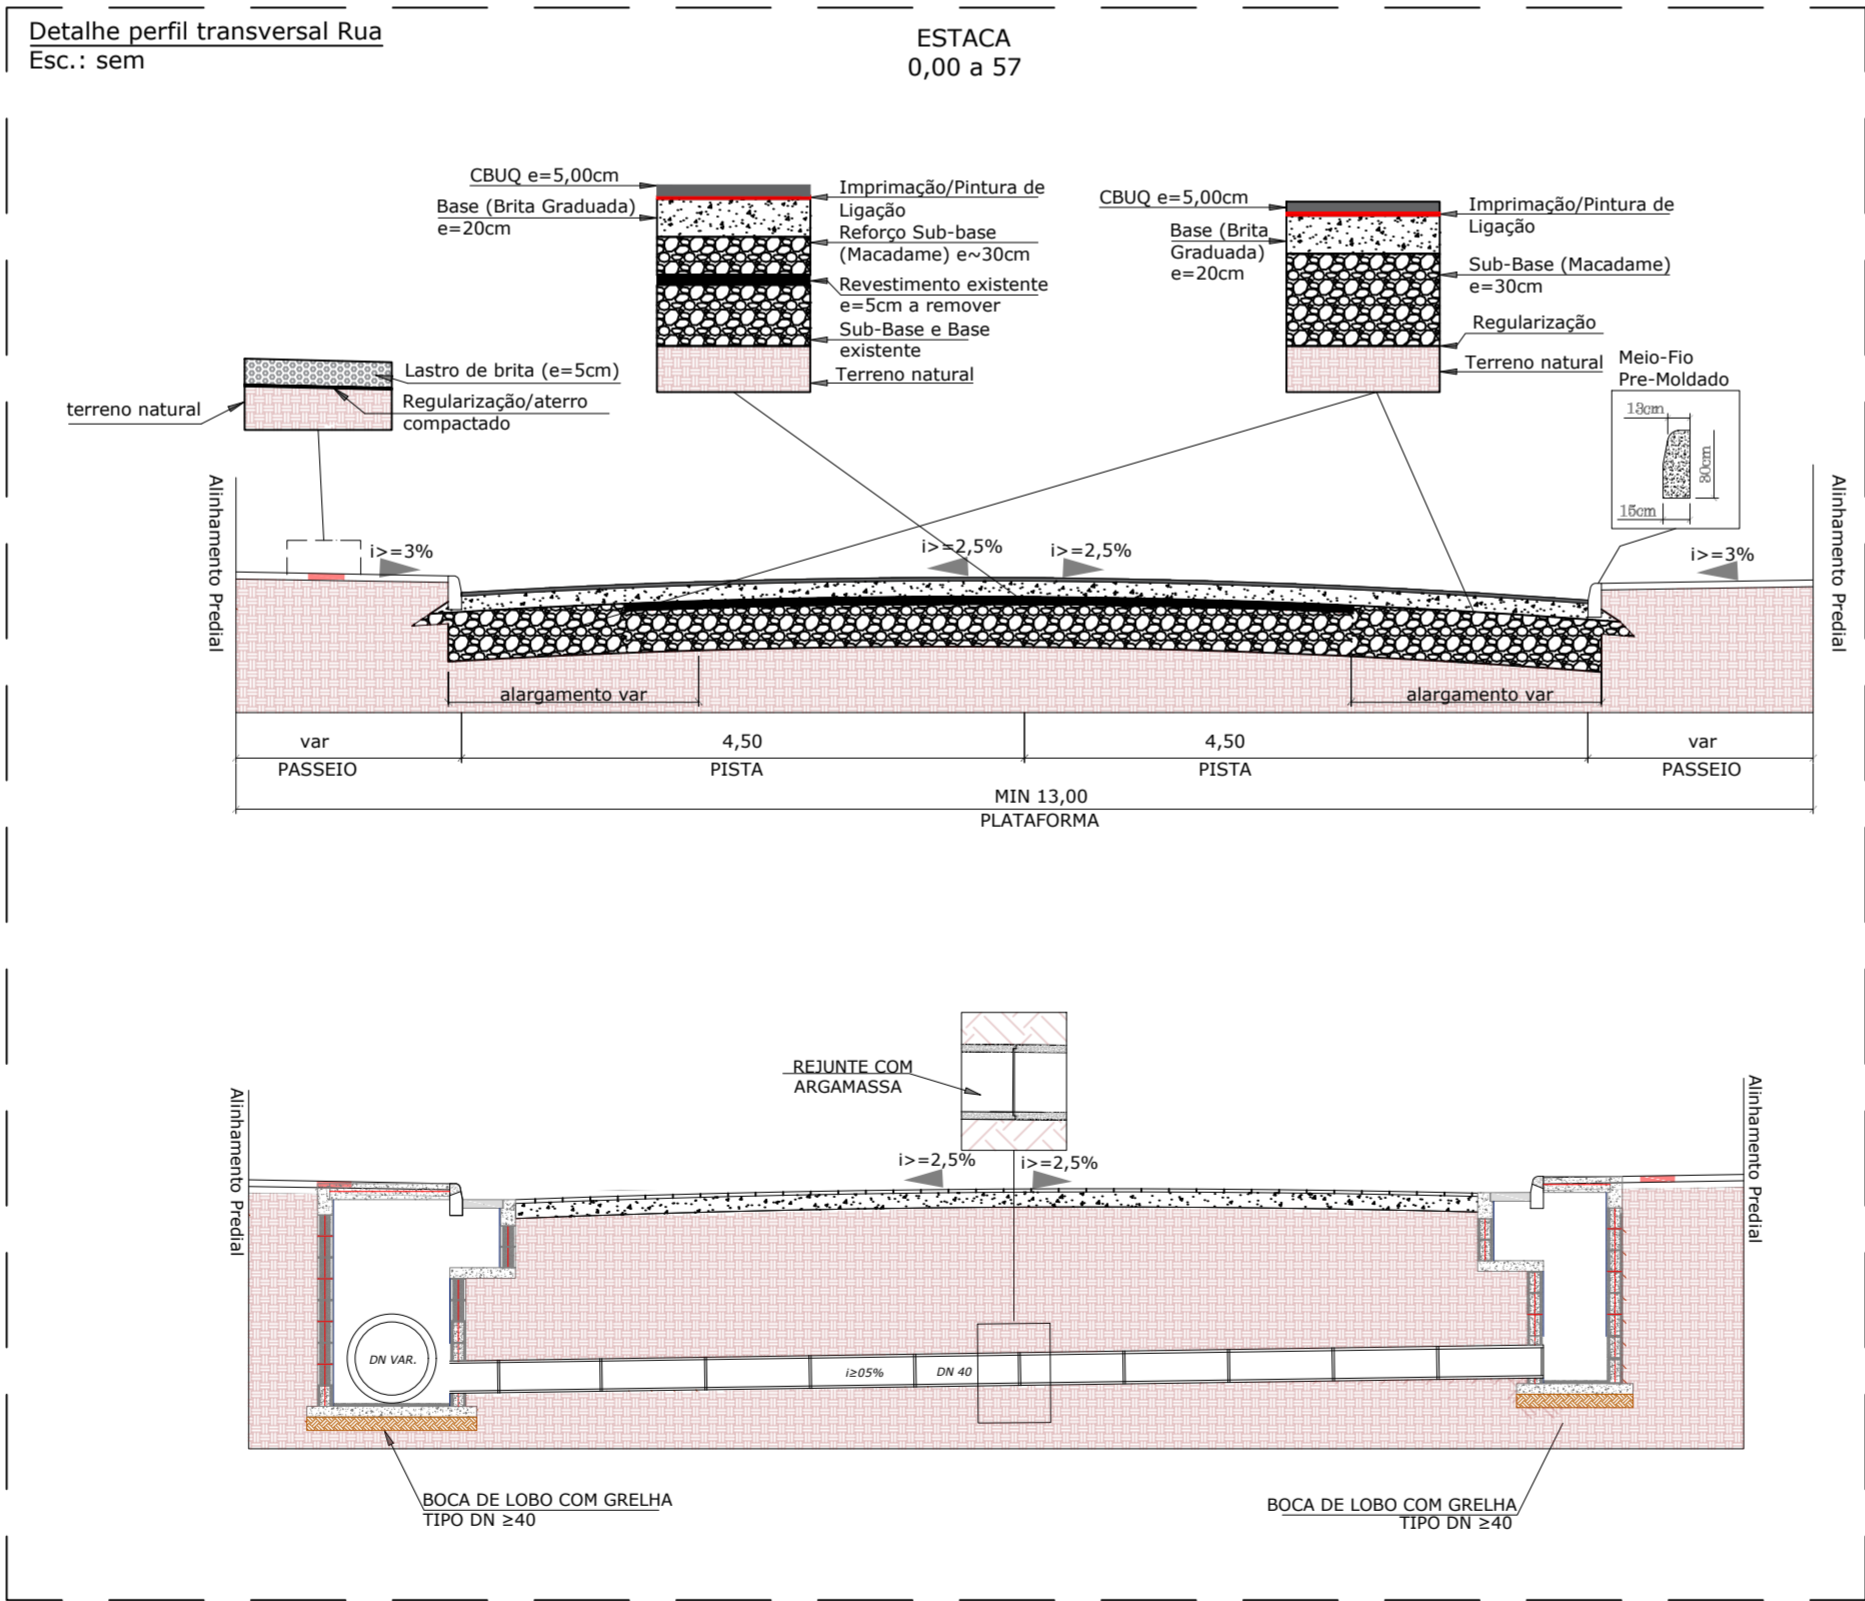 Detalhe perfil transversal Rua
Esc.: sem
ESTACA
0,00 a 57
CBUQ e=5,00cm
Base (Brita Graduada)
e=20cm
Imprimação/Pintura de
Ligação
Reforço Sub-base
(Macadame) e~30cm
Revestimento existente
e=5cm a remover
Sub-Base e Base
existente
Terreno natural
CBUQ e=5,00cm
Base (Brita
Graduada)
e=20cm
Imprimação/Pintura de
Ligação
Sub-Base (Macadame)
e=30cm
Regularização
Terreno natural
Meio-Fio
Pre-Moldado
13cm
30cm
15cm
Lastro de brita (e=5cm)
Regularização/aterro
compactado
terreno natural
Alinhamento Predial
i>=3%
i>=2,5%
i>=2,5%
i>=3%
Alinhamento Predial
alargamento var
alargamento var
var
4,50
4,50
var
PASSEIO
PISTA
PISTA
PASSEIO
MIN 13,00
PLATAFORMA
REJUNTE COM
ARGAMASSA
Alinhamento Predial
i>=2,5%
i>=2,5%
Alinhamento Predial
DN VAR.
i≥05%
DN 40
BOCA DE LOBO COM GRELHA
TIPO DN ≥40
BOCA DE LOBO COM GRELHA
TIPO DN ≥40